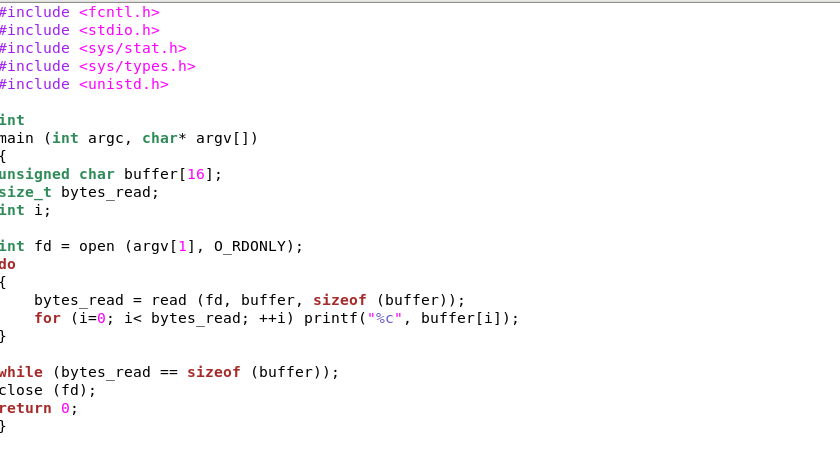 #include <fcntl.h>
#include <stdio.h>
#include <sys/stat.h>
#include <sys/types.h>
#include <unistd.h>

int
main (int argc, char* argv[])
{
unsigned char buffer[16];
size_t bytes_read;
int i;

int fd = open (argv[1], O_RDONLY);
do
{
    bytes_read = read (fd, buffer, sizeof (buffer));
    for (i=0; i< bytes_read; ++i) printf("%c", buffer[i]);
}

while (bytes_read == sizeof (buffer));
close (fd);
return 0;
}